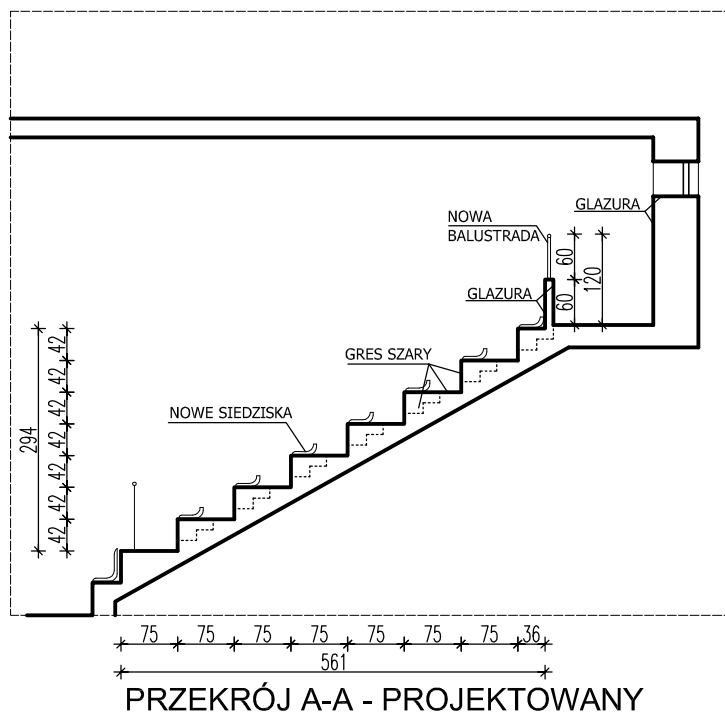 GLAZURA
NOWA
BALUSTRADA
60
120
GLAZURA
60
GRES SZARY
NOWE SIEDZISKA
294
42
42
42
42
42
42
42
75
75
75
75
75
75
75
36
561
PRZEKRÓJ A-A - PROJEKTOWANY